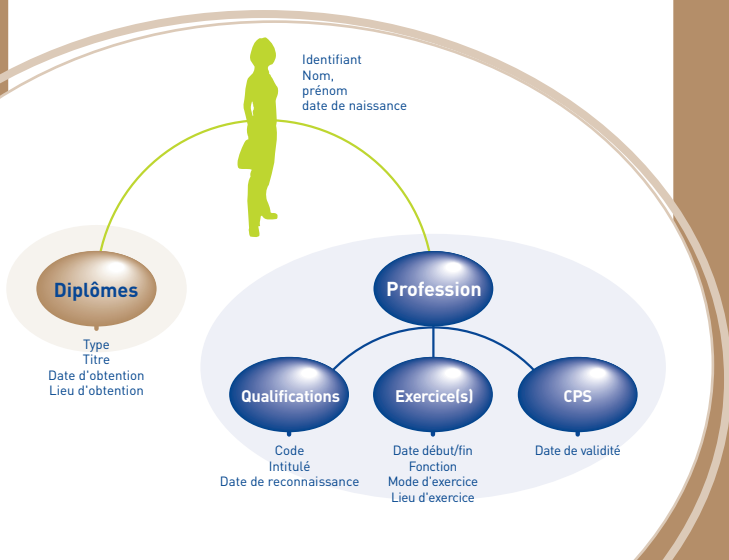 Identifiant
Nom,
prénom
date de naissance
Diplômes
Type
Titre
Date d'obtention
Lieu d'obtention
Profession
Qualifications
Code
Intitulé
Date de reconnaissance
Exercice(s)
Date début/fin
Fonction
Mode d'exercice
Lieu d'exercice
CPS
Date de validité